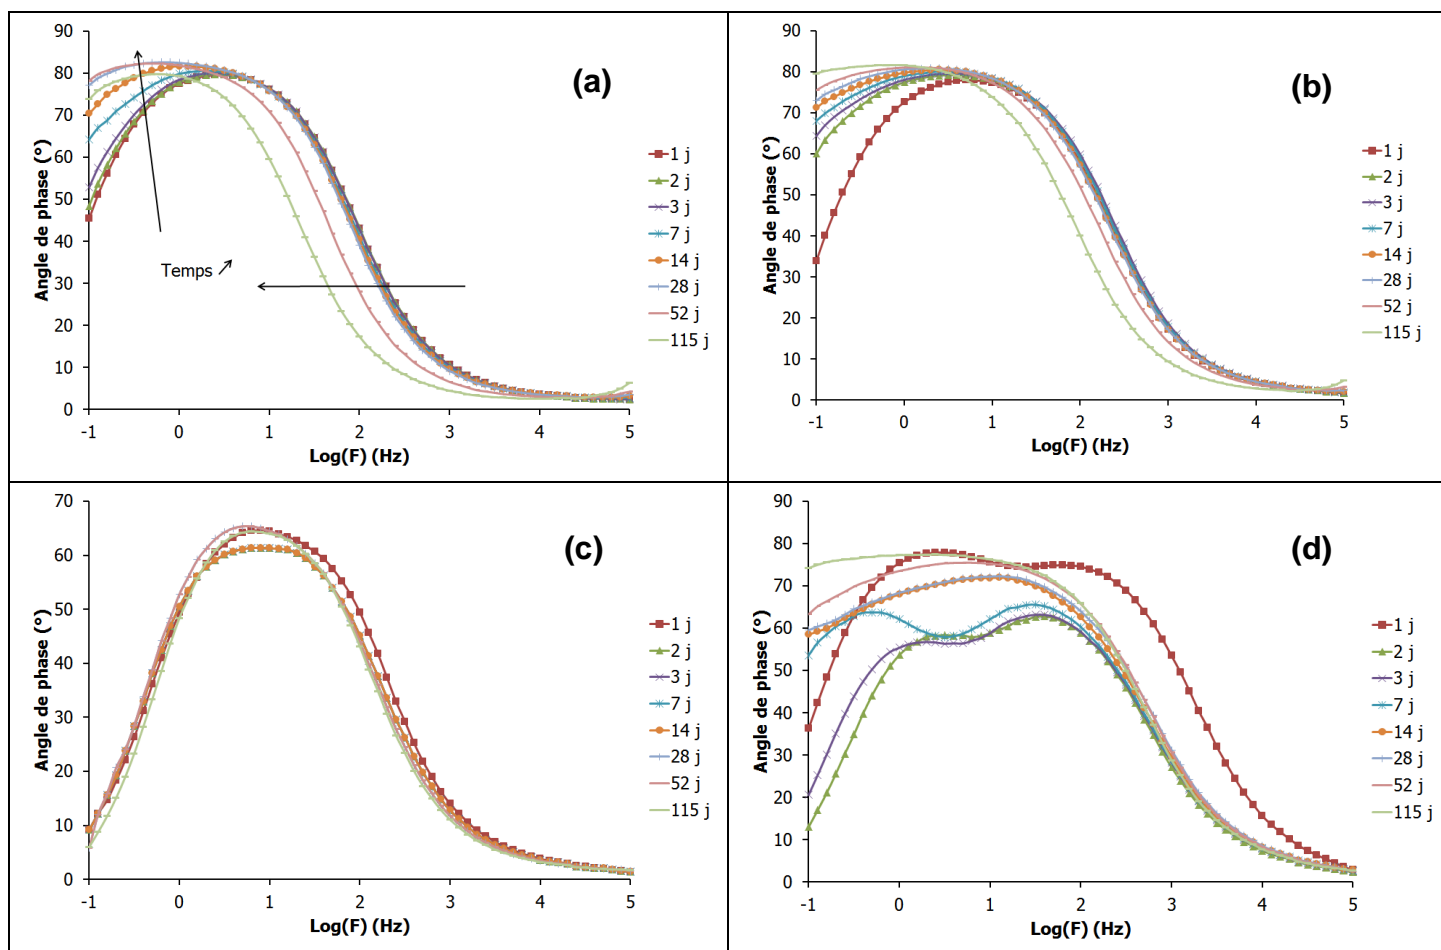 (a)
Angle de phase (°)
90
80
70
60
50
40
30
20
10
0
-1 0 1 2 3 4 5
Log(F) (Hz)
Temps
1 j
2 j
3 j
7 j
14 j
28 j
52 j
115 j
(b)
Angle de phase (°)
90
80
70
60
50
40
30
20
10
0
-1 0 1 2 3 4 5
Log(F) (Hz)
1 j
2 j
3 j
7 j
14 j
28 j
52 j
115 j
(c)
Angle de phase (°)
70
60
50
40
30
20
10
0
-1 0 1 2 3 4 5
Log(F) (Hz)
1 j
2 j
3 j
7 j
14 j
28 j
52 j
115 j
(d)
Angle de phase (°)
90
80
70
60
50
40
30
20
10
0
-1 0 1 2 3 4 5
Log(F) (Hz)
1 j
2 j
3 j
7 j
14 j
28 j
52 j
115 j